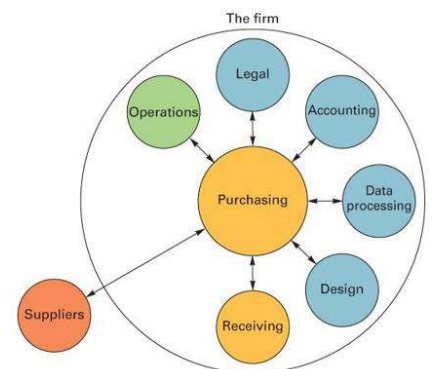 The firm
Legal
Operations
Accounting
Purchasing
Data
processing
Design
Suppliers
Receiving